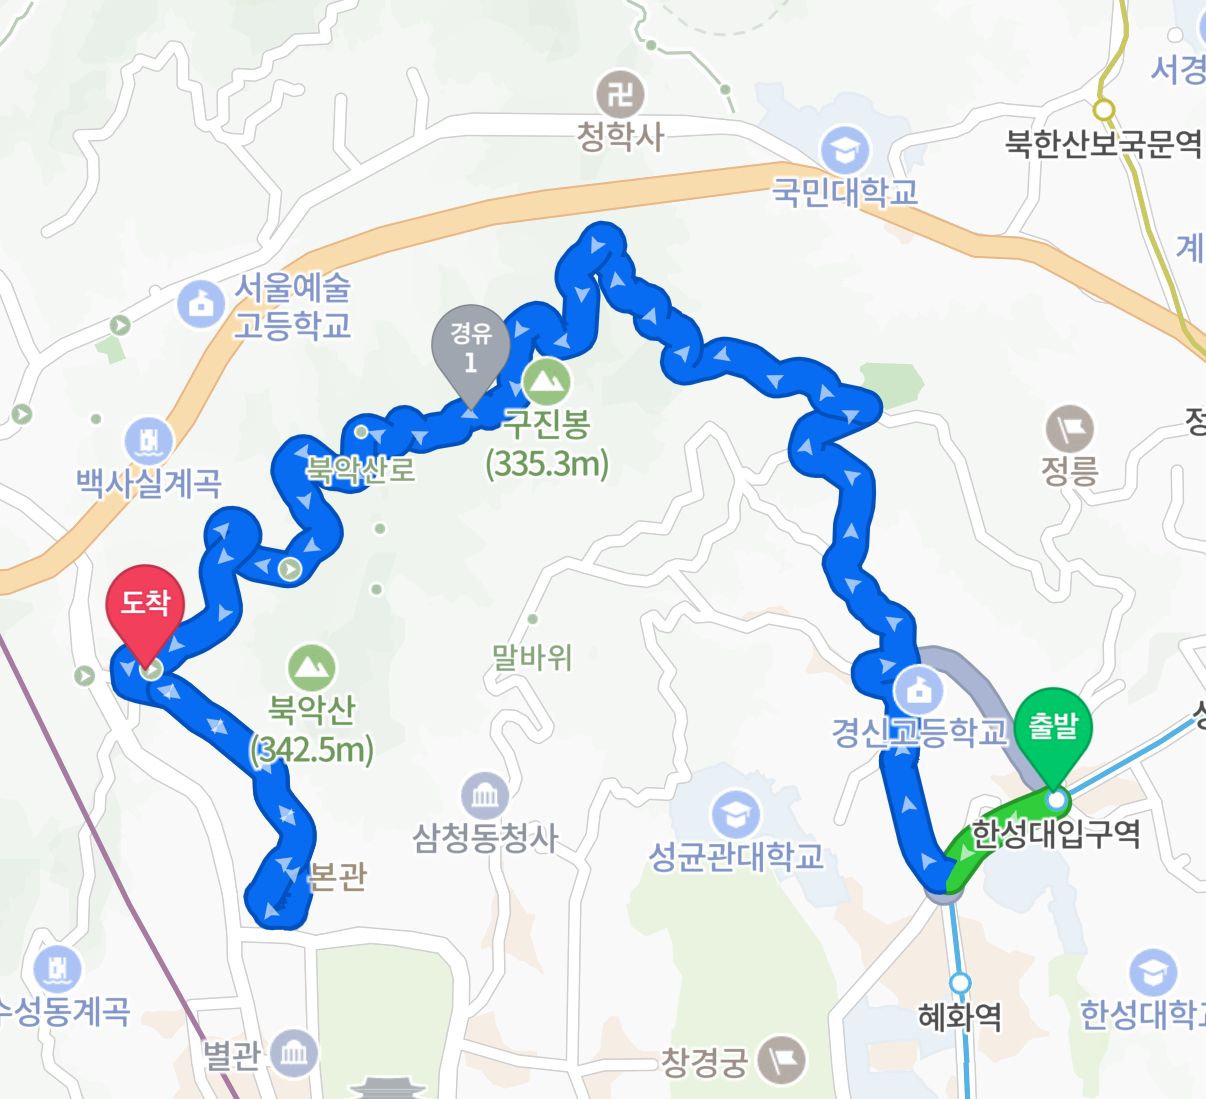 서경
청학사
북한산보국문역
국민대학교
계
서울예술
고등학교
경유
1
구진봉
(335.3m)
정
정릉
북악산로
백사실계곡
도착
말바위
북악산
(342.5m)
경신고등학교
출발
한성대입구역
삼청동청사
성균관대학교
본관
수성동계곡
혜화역
한성대학교
별관
창경궁